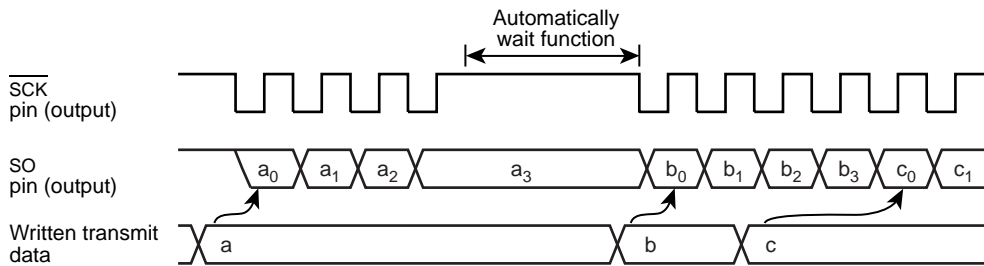 Automatically
wait function
SCK
pin (output)
SO
pin (output)
a0 a1 a2 a3 b0 b1 b2 b3 c0 c1
Written transmit
data
a b c